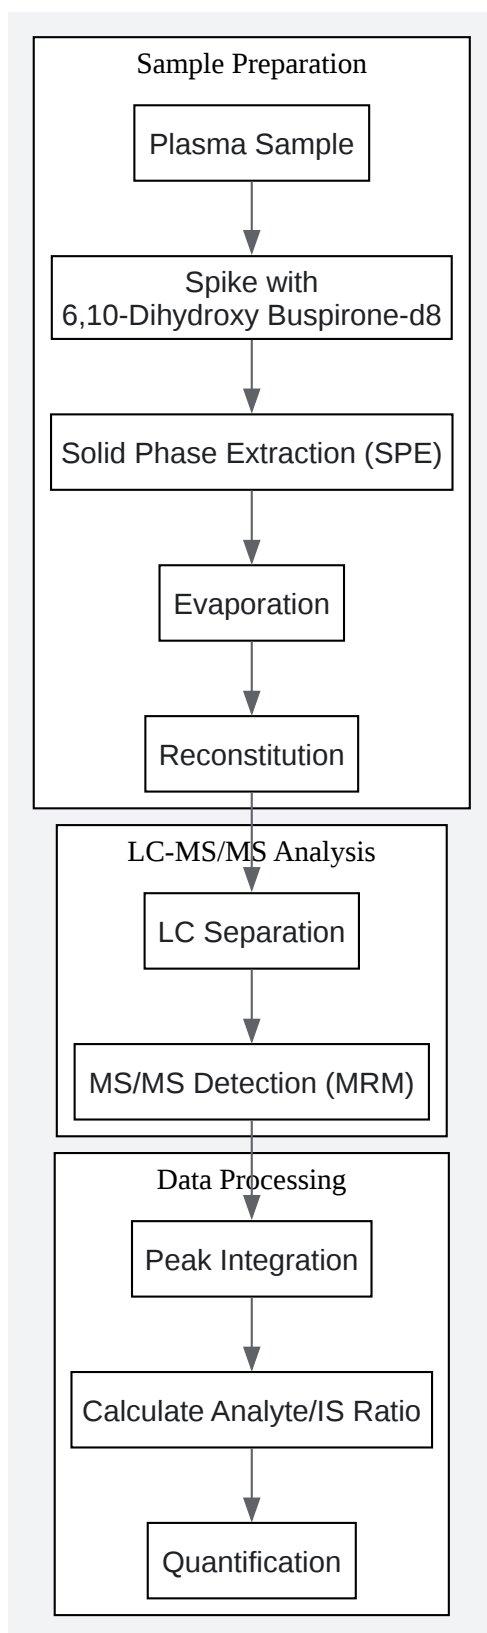 Sample Preparation
Plasma Sample
Spike with
6,10-Dihydroxy Buspirone-d8
Solid Phase Extraction (SPE)
Evaporation
Reconstitution
LC-MS/MS Analysis
LC Separation
MS/MS Detection (MRM)
Data Processing
Peak Integration
Calculate Analyte/IS Ratio
Quantification